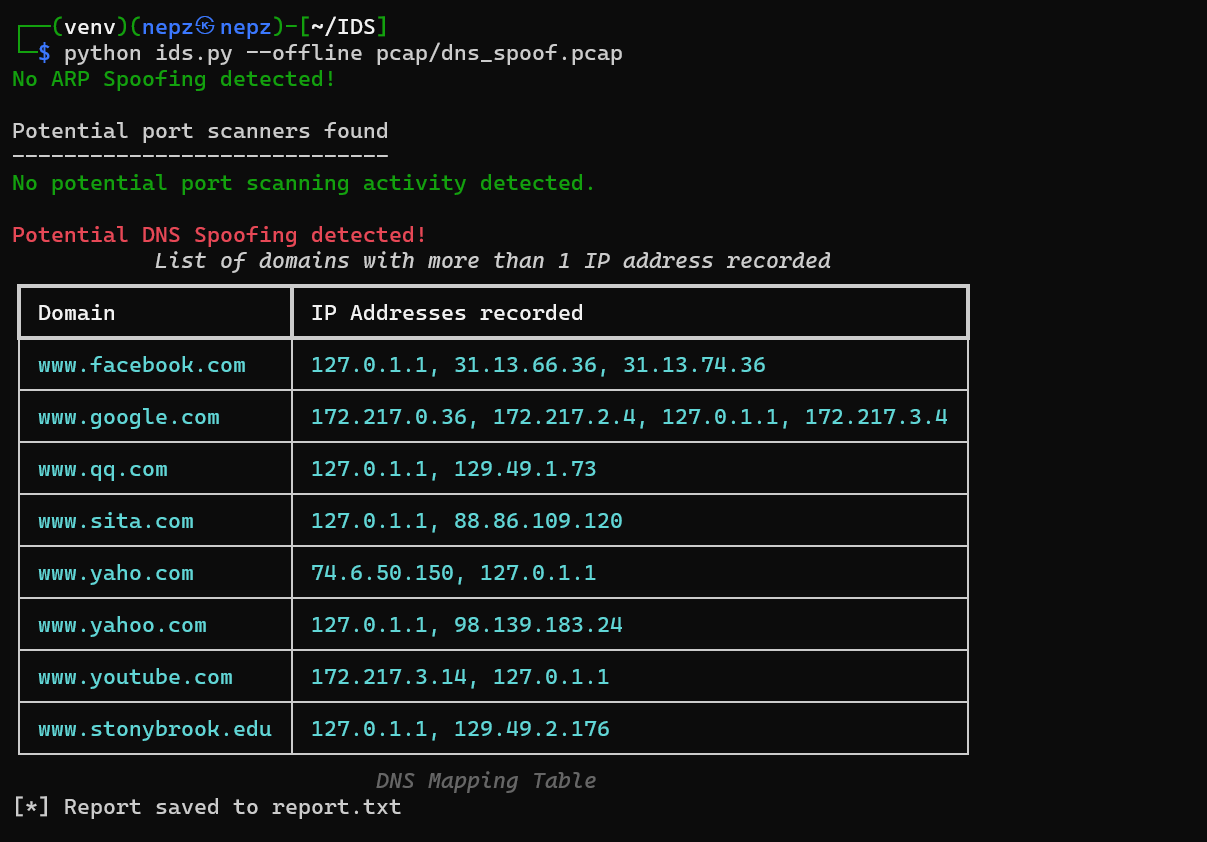 ┌──(venv)(nepz㉿nepz)-[~/IDS]
└─$ python ids.py --offline pcap/dns_spoof.pcap
No ARP Spoofing detected!
Potential port scanners found
-----------------------------
No potential port scanning activity detected.
Potential DNS Spoofing detected!
List of domains with more than 1 IP address recorded
Domain IP Addresses recorded
www.facebook.com 127.0.1.1, 31.13.66.36, 31.13.74.36
www.google.com 172.217.0.36, 172.217.2.4, 127.0.1.1, 172.217.3.4
www.qq.com 127.0.1.1, 129.49.1.73
www.sita.com 127.0.1.1, 88.86.109.120
www.yaho.com 74.6.50.150, 127.0.1.1
www.yahoo.com 127.0.1.1, 98.139.183.24
www.youtube.com 172.217.3.14, 127.0.1.1
www.stonybrook.edu 127.0.1.1, 129.49.2.176
DNS Mapping Table
[*] Report saved to report.txt